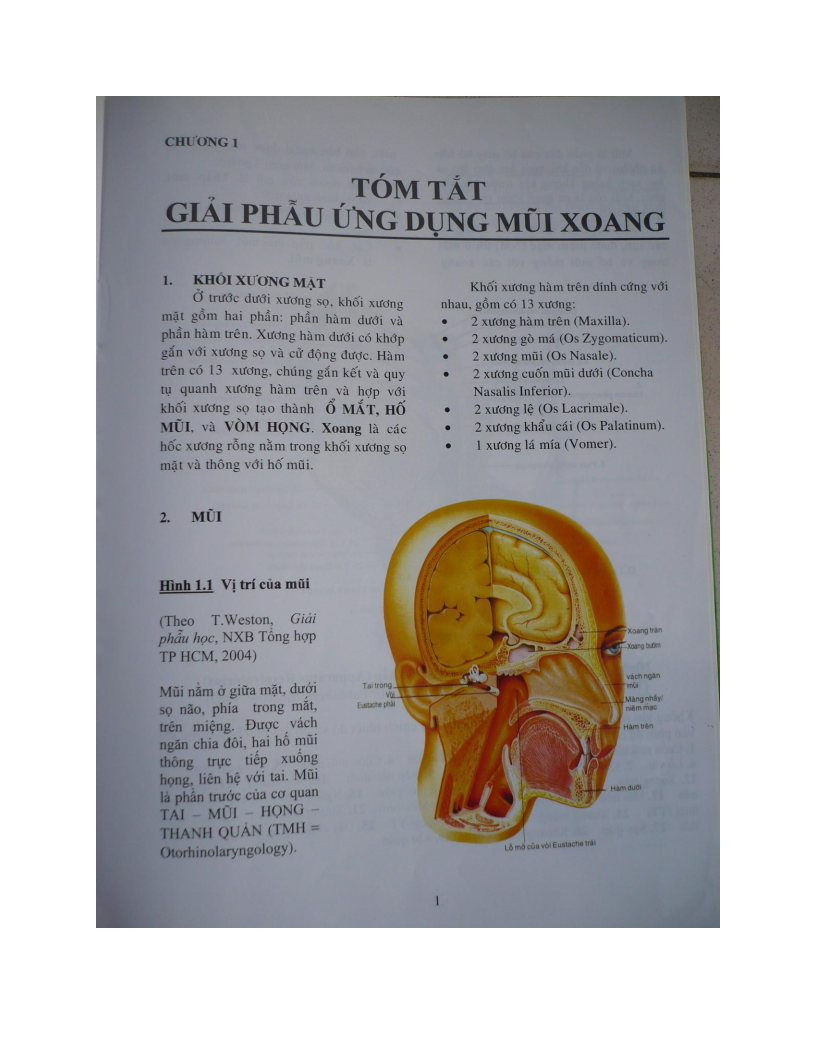 CHƯƠNG 1
TÓM TẮT
GIẢI PHẪU ỨNG DỤNG MŨI XOANG
1. KHỐI XƯƠNG MẶT
Ở trước dưới xương sọ, khối xương
mặt gồm hai phần: phần hàm dưới và
phần hàm trên. Xương hàm dưới có khớp
gắn với xương sọ và cử động được. Hàm
trên có 13 xương, chúng gắn kết và quy
tụ quanh xương hàm trên và hợp với
khối xương sọ tạo thành Ổ MẮT, HỐ
MŨI, và VÒM HỌNG. Xoang là các
hốc xương rỗng nằm trong khối xương sọ
mặt và thông với hố mũi.
Khối xương hàm trên dính cứng với
nhau, gồm có 13 xương:
• 2 xương hàm trên (Maxilla).
• 2 xương gò má (Os Zygomaticum).
• 2 xương mũi (Os Nasale).
• 2 xương cuốn mũi dưới (Concha
Nasalis Inferior).
• 2 xương lệ (Os Lacrimale).
• 2 xương khẩu cái (Os Palatinum).
• 1 xương lá mía (Vomer).
2. MŨI
Hình 1.1 Vị trí của mũi
(Theo T.Weston, Giải
phẫu học, NXB Tổng hợp
TP HCM, 2004)
Mũi nằm ở giữa mặt, dưới
sọ não, phía trong mắt,
trên miệng. Được vách
ngăn chia đôi, hai hố mũi
thông trực tiếp xuống
họng, liên hệ với tai. Mũi
là phần trước của cơ quan
TAI – MŨI – HỌNG –
THANH QUẢN (TMH =
Otorhinolaryngology).
Xoang trán
Xoang bướm
vách ngăn
mũi
Màng nhầy/
niêm mạc
Hàm trên
Hàm dưới
Tai trong
Vòi
Eustache phải
Lỗ mở của vòi Eustache trái
1